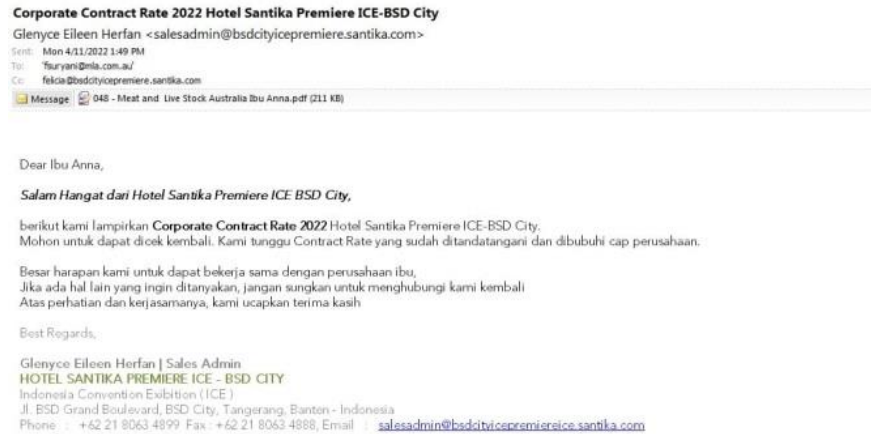 Corporate Contract Rate 2022 Hotel Santika Premiere ICE-BSD City
Glenyce Eileen Herfan <salesadmin@bsdcityicepremiere.santika.com>
Sent: Mon 4/11/2022 1:49 PM
To: 'fsuryani@mla.com.au'
Cc: felicia@bsdcityicepremiere.santika.com
Message 048 - Meat and Live Stock Australia Ibu Anna.pdf (211 KB)
Dear Ibu Anna,
Salam Hangat dari Hotel Santika Premiere ICE BSD City,
berikut kami lampirkan Corporate Contract Rate 2022 Hotel Santika Premiere ICE-BSD City.
Mohon untuk dapat dicek kembali. Kami tunggu Contract Rate yang sudah ditandatangani dan dibubuhi cap perusahaan.
Besar harapan kami untuk dapat bekerja sama dengan perusahaan ibu,
Jika ada hal lain yang ingin ditanyakan, jangan sungkan untuk menghubungi kami kembali
Atas perhatian dan kerjasamanya, kami ucapkan terima kasih
Best Regards,
Glenyce Eileen Herfan | Sales Admin
HOTEL SANTIKA PREMIERE ICE - BSD CITY
Indonesia Convention Exibition ( ICE )
Jl. BSD Grand Boulevard, BSD City, Tangerang, Banten - Indonesia
Phone : +62 21 8063 4899 Fax : +62 21 8063 4888, Email : salesadmin@bsdcityicepremiereice.santika.com